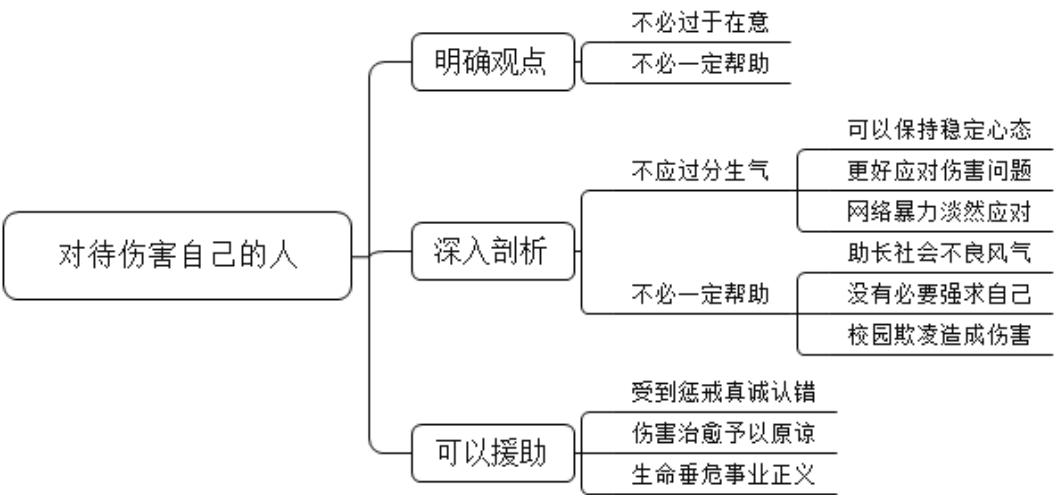 对待伤害自己的人
明确观点
不必过于在意
不必一定帮助
深入剖析
不应过分生气
可以保持稳定心态
更好应对伤害问题
网络暴力淡然应对
不必一定帮助
助长社会不良风气
没有必要强求自己
校园欺凌造成伤害
可以援助
受到惩戒真诚认错
伤害治愈予以原谅
生命垂危事业正义